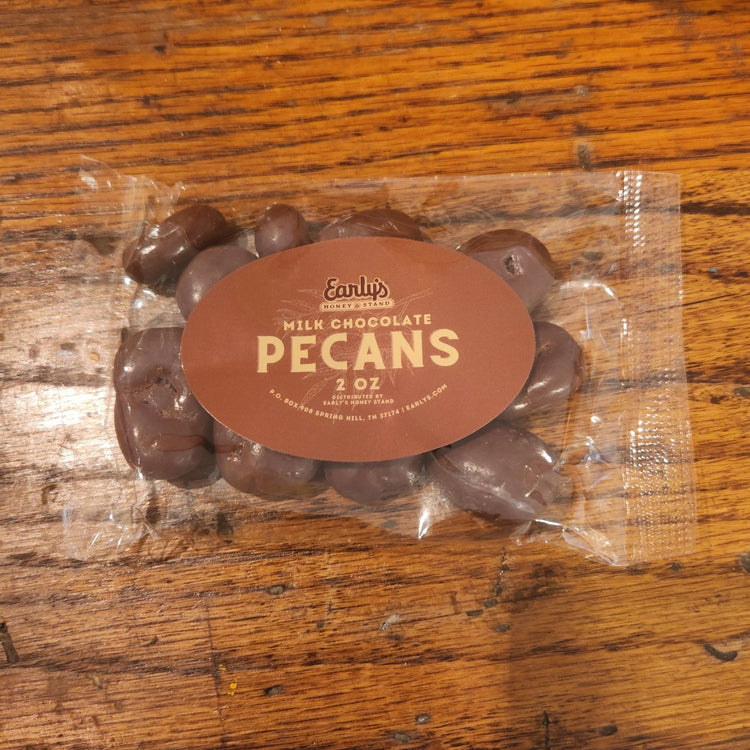 Early's
HONEY & STAND
MILK CHOCOLATE
PECANS
2 OZ
DISTRIBUTED BY
EARLY'S HONEY STAND
P.O. BOX 908 SPRING HILL, TN 37174 | EARLYS.COM